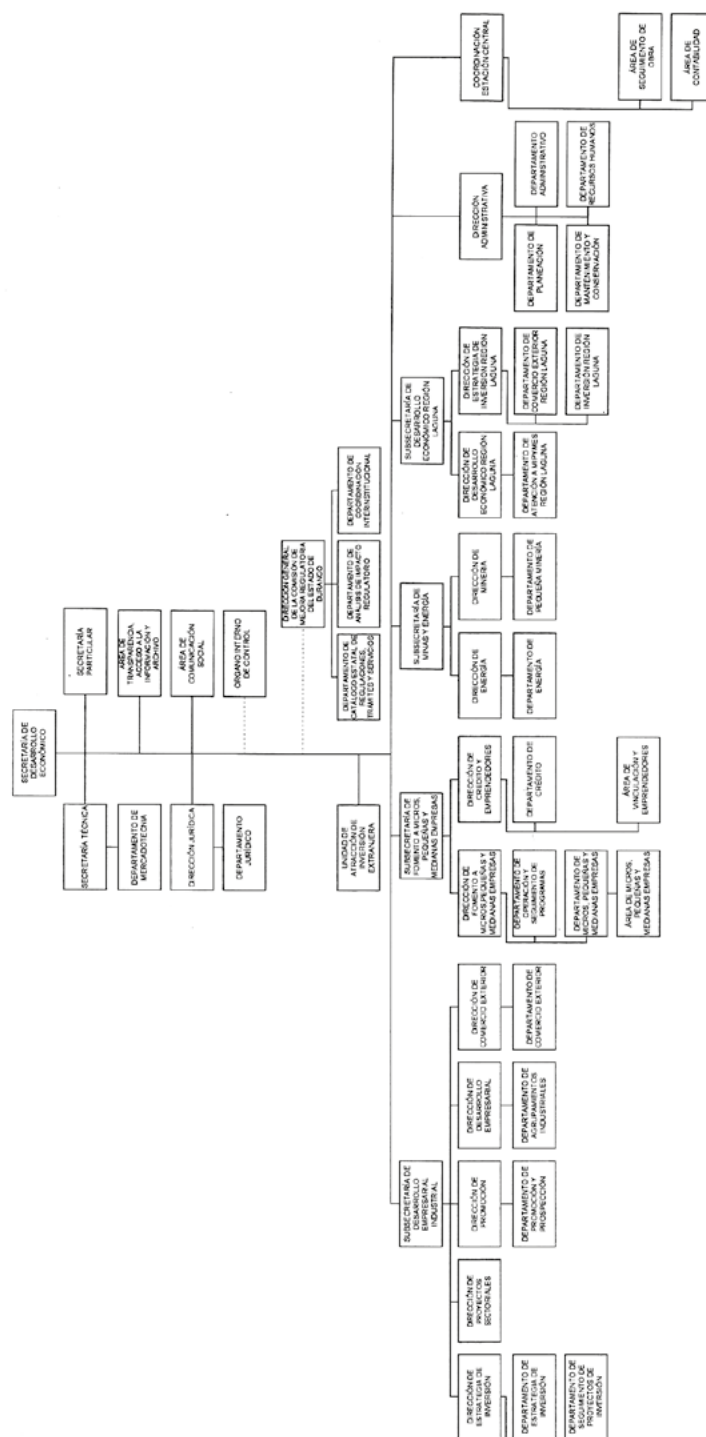 SECRETARÍA DE
DESARROLLO
ECONÓMICO
SECRETARÍA TÉCNICA
SECRETARÍA
PARTICULAR
DEPARTAMENTO DE
MERCADOTECNIA
ÁREA DE
TRANSPARENCIA,
ACCESO A LA
INFORMACIÓN Y
ARCHIVO
DIRECCIÓN JURÍDICA
ÁREA DE
COMUNICACIÓN
SOCIAL
DEPARTAMENTO
JURÍDICO
ORGANO INTERNO
DE CONTROL
DIRECCIÓN GENERAL
DE LA COMISIÓN DE
MEJORA REGULATORIA
DEL ESTADO DE
DURANGO
UNIDAD DE
ATRACCIÓN DE
INVERSIÓN
EXTRANJERA
DEPARTAMENTO DE
CATÁLOGO ESTATAL DE
REGULACIONES,
TRÁMITES Y SERVICIOS
DEPARTAMENTO DE
ANÁLISIS DE IMPACTO
REGULATORIO
DEPARTAMENTO DE
COORDINACIÓN
INTERINSTITUCIONAL
SUBSECRETARÍA DE
DESARROLLO
EMPRESARIAL
INDUSTRIAL
SUBSECRETARÍA DE
FOMENTO A MICROS,
PEQUEÑAS Y
MEDIANAS EMPRESAS
SUBSECRETARÍA DE
MINAS Y ENERGÍA
SUBSECRETARÍA DE
DESARROLLO
ECONÓMICO REGIÓN
LAGUNA
DIRECCIÓN DE
ESTRATEGIA DE
INVERSIÓN
DIRECCIÓN DE
PROYECTOS
SECTORIALES
DIRECCIÓN DE
PROMOCIÓN
DIRECCIÓN DE
DESARROLLO
EMPRESARIAL
DIRECCIÓN DE
COMERCIO EXTERIOR
DIRECCIÓN DE
FOMENTO A
MICROS,PEQUEÑAS Y
MEDIANAS EMPRESAS
DIRECCIÓN DE
CRÉDITO Y
EMPRENDEDORES
DIRECCIÓN DE
ENERGÍA
DIRECCIÓN DE
MINERÍA
DIRECCIÓN DE
DESARROLLO
ECONÓMICO REGIÓN
LAGUNA
DIRECCIÓN DE
ESTRATEGIA DE
INVERSION REGIÓN
LAGUNA
DIRECCIÓN
ADMINISTRATIVA
COORDINACIÓN
ESTACIÓN CENTRAL
DEPARTAMENTO DE
ESTRATEGIA DE
INVERSIÓN
DEPARTAMENTO DE
PROMOCIÓN Y
PROSPECCIÓN
DEPARTAMENTO DE
AGRUPAMIENTOS
INDUSTRIALES
DEPARTAMENTO DE
COMERCIO EXTERIOR
DEPARTAMENTO DE
OPERACIÓN Y
SEGUIMIENTO DE
PROGRAMAS
DEPARTAMENTO DE
CRÉDITO
DEPARTAMENTO DE
ENERGÍA
DEPARTAMENTO DE
PEQUEÑA MINERÍA
DEPARTAMENTO DE
ATENCIÓN A MIPYMES
REGIÓN LAGUNA
DEPARTAMENTO DE
COMERCIO EXTERIOR
REGIÓN LAGUNA
DEPARTAMENTO DE
PLANEACIÓN
DEPARTAMENTO
ADMINISTRATIVO
DEPARTAMENTO DE
SEGUIMIENTO DE
PROYECTOS DE
INVERSIÓN
DEPARTAMENTO DE
MICROS, PEQUEÑAS Y
MEDIANAS EMPRESAS
DEPARTAMENTO DE
INVERSIÓN REGIÓN
LAGUNA
DEPARTAMENTO DE
MANTENIMIENTO Y
CONSERVACIÓN
DEPARTAMENTO DE
RECURSOS HUMANOS
ÁREA DE MICROS,
PEQUEÑAS Y
MEDIANAS EMPRESAS
ÁREA DE
VINCULACIÓN Y
EMPRENDEDORES
ÁREA DE
SEGUIMIENTO DE
OBRA
ÁREA DE
CONTABILIDAD